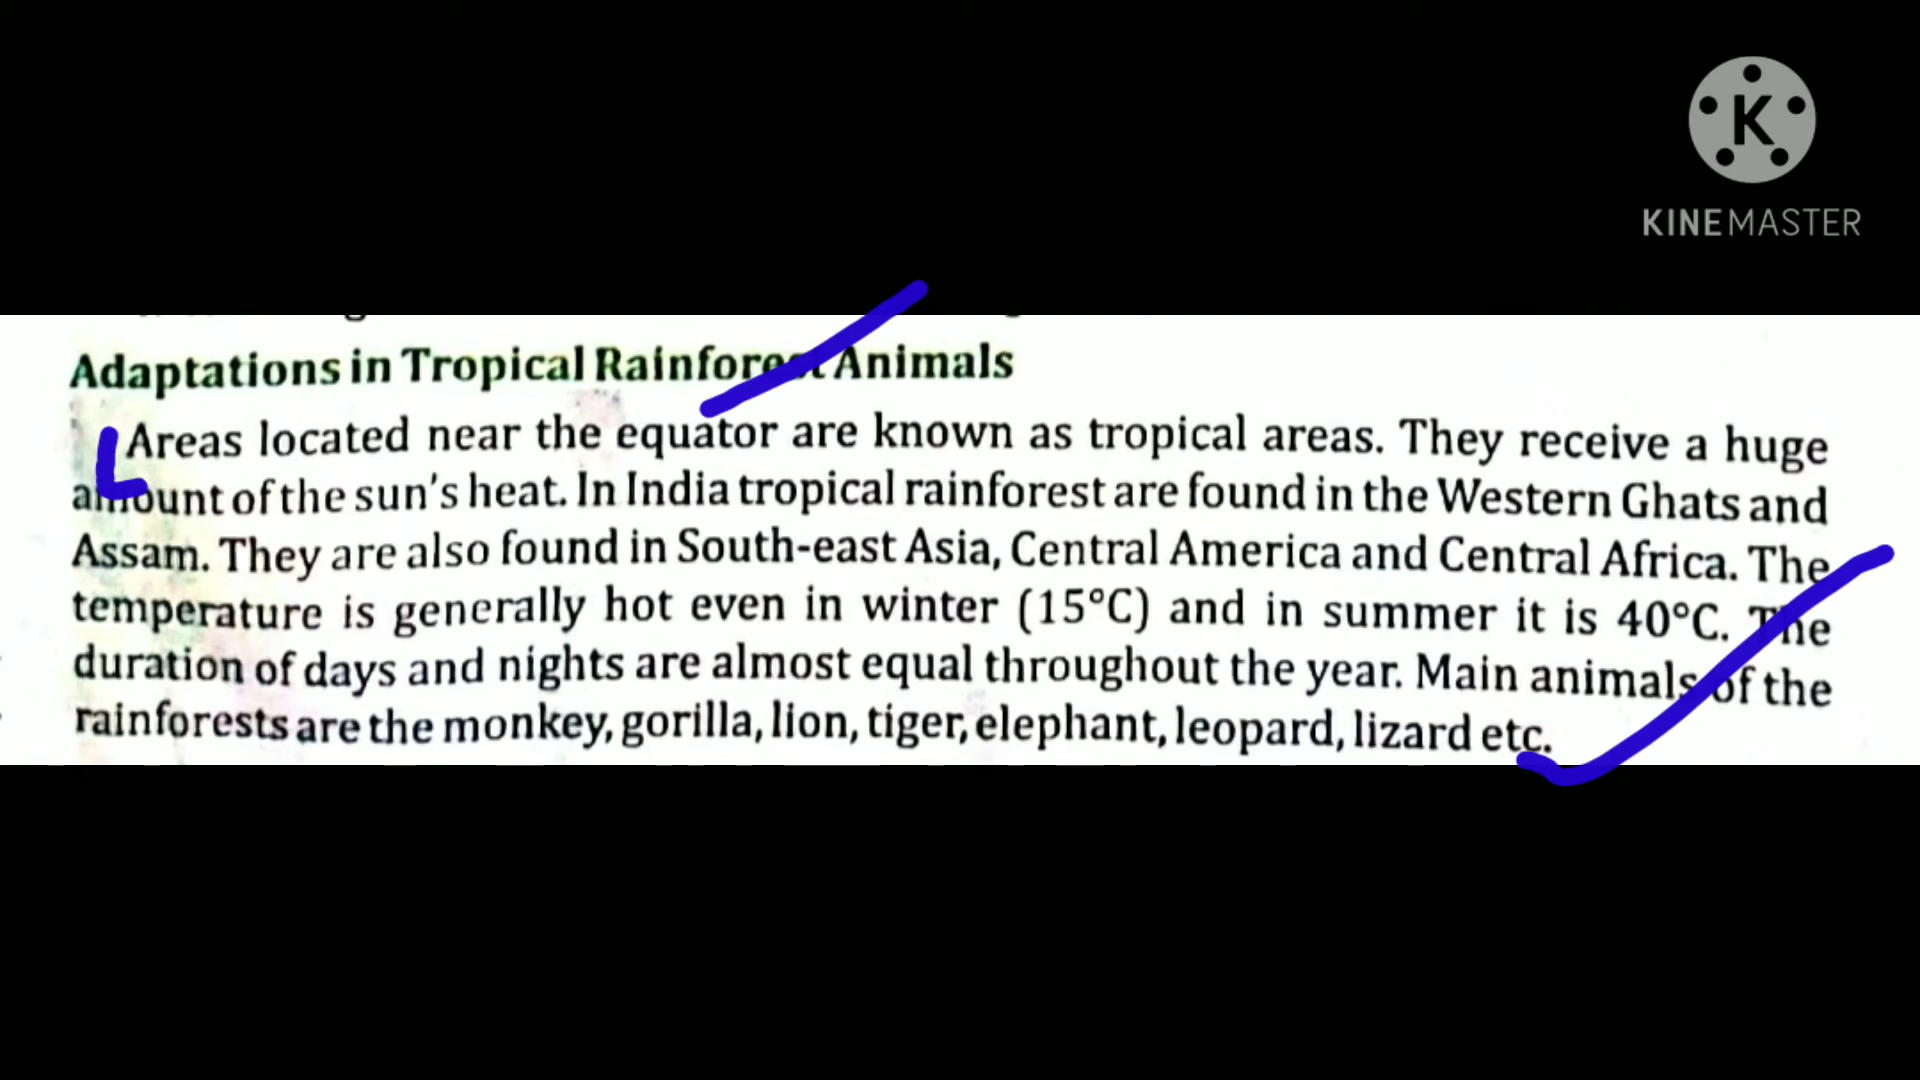 K
KINEMASTER
Adaptations in Tropical Rainforest Animals
Areas located near the equator are known as tropical areas. They receive a huge
amount of the sun's heat. In India tropical rainforest are found in the Western Ghats and
Assam. They are also found in South-east Asia, Central America and Central Africa. The
temperature is generally hot even in winter (15°C) and in summer it is 40°C. The
duration of days and nights are almost equal throughout the year. Main animals of the
rainforests are the monkey, gorilla, lion, tiger, elephant, leopard, lizard etc.